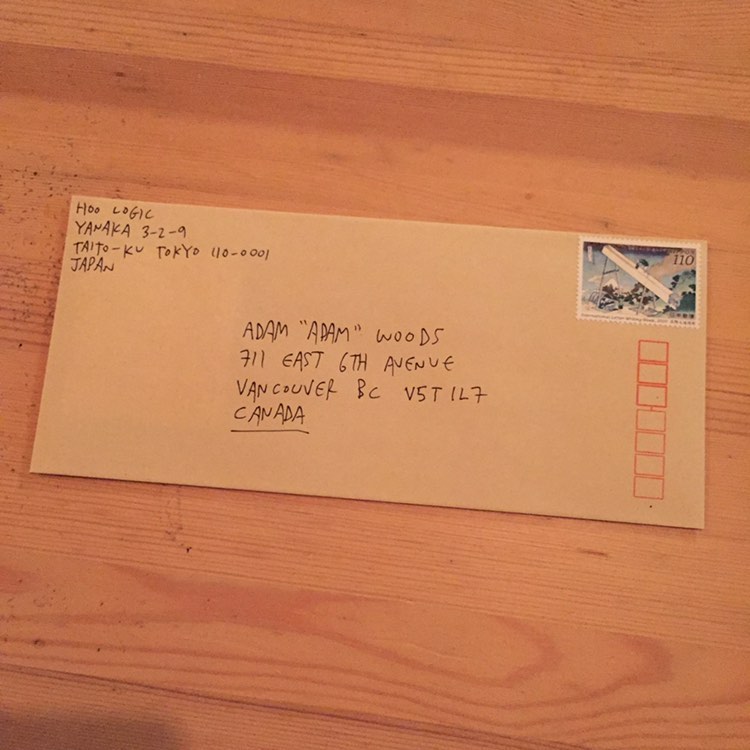 HOO LOGIC
YANAKA 3-2-9
TAITO-KU TOKYO 110-0001
JAPAN
110
ADAM "ADAM" WOODS
711 EAST 6TH AVENUE
VANCOUVER BC V5T 1L7
CANADA